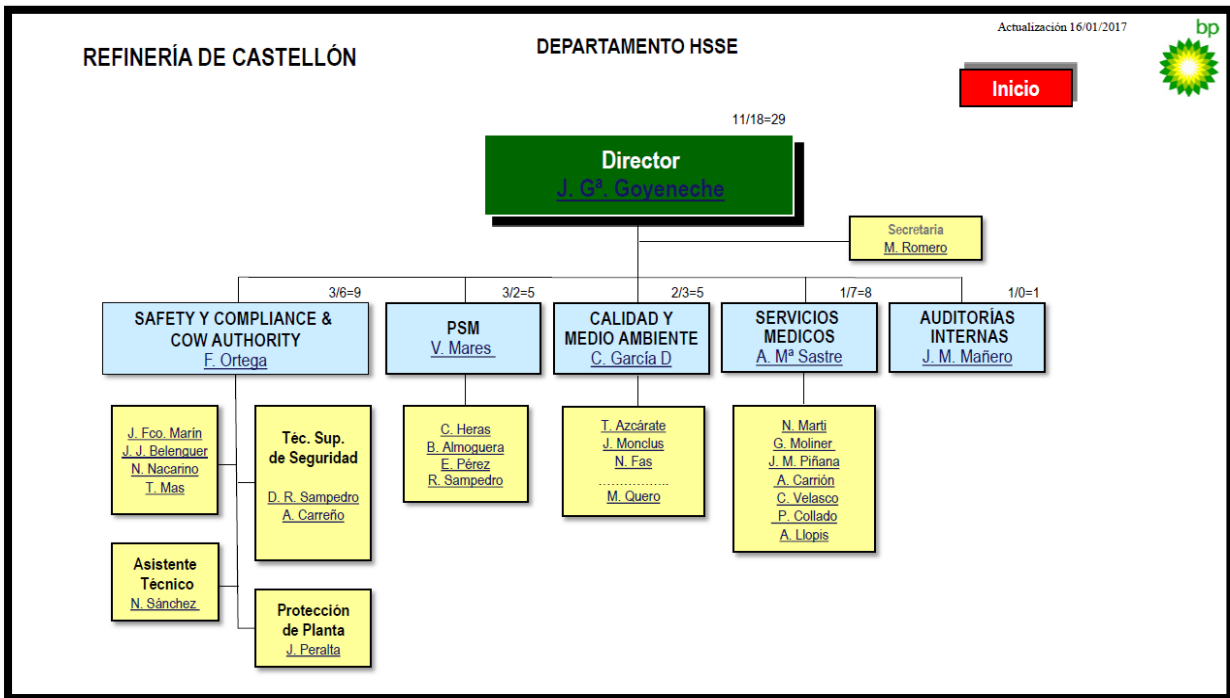 Actualización 16/01/2017
bp
REFINERÍA DE CASTELLÓN
DEPARTAMENTO HSSE
Inicio
11/18=29
Director
J. Gª. Goyeneche
Secretaria
M. Romero
3/6=9
SAFETY Y COMPLIANCE &
COW AUTHORITY
F. Ortega
3/2=5
PSM
V. Mares
2/3=5
CALIDAD Y
MEDIO AMBIENTE
C. García D
1/7=8
SERVICIOS
MEDICOS
A. Mª Sastre
1/0=1
AUDITORÍAS
INTERNAS
J. M. Mañero
J. Fco. Marín
J. J. Belenguer
N. Nacarino
T. Mas
Téc. Sup.
de Seguridad
D. R. Sampedro
A. Carreño
Asistente
Técnico
N. Sánchez
Protección
de Planta
J. Peralta
C. Heras
B. Almoguera
E. Pérez
R. Sampedro
T. Azcárate
J. Monclus
N. Fas
……………..
M. Quero
N. Marti
G. Moliner
J. M. Piñana
A. Carrión
C. Velasco
P. Collado
A. Llopis